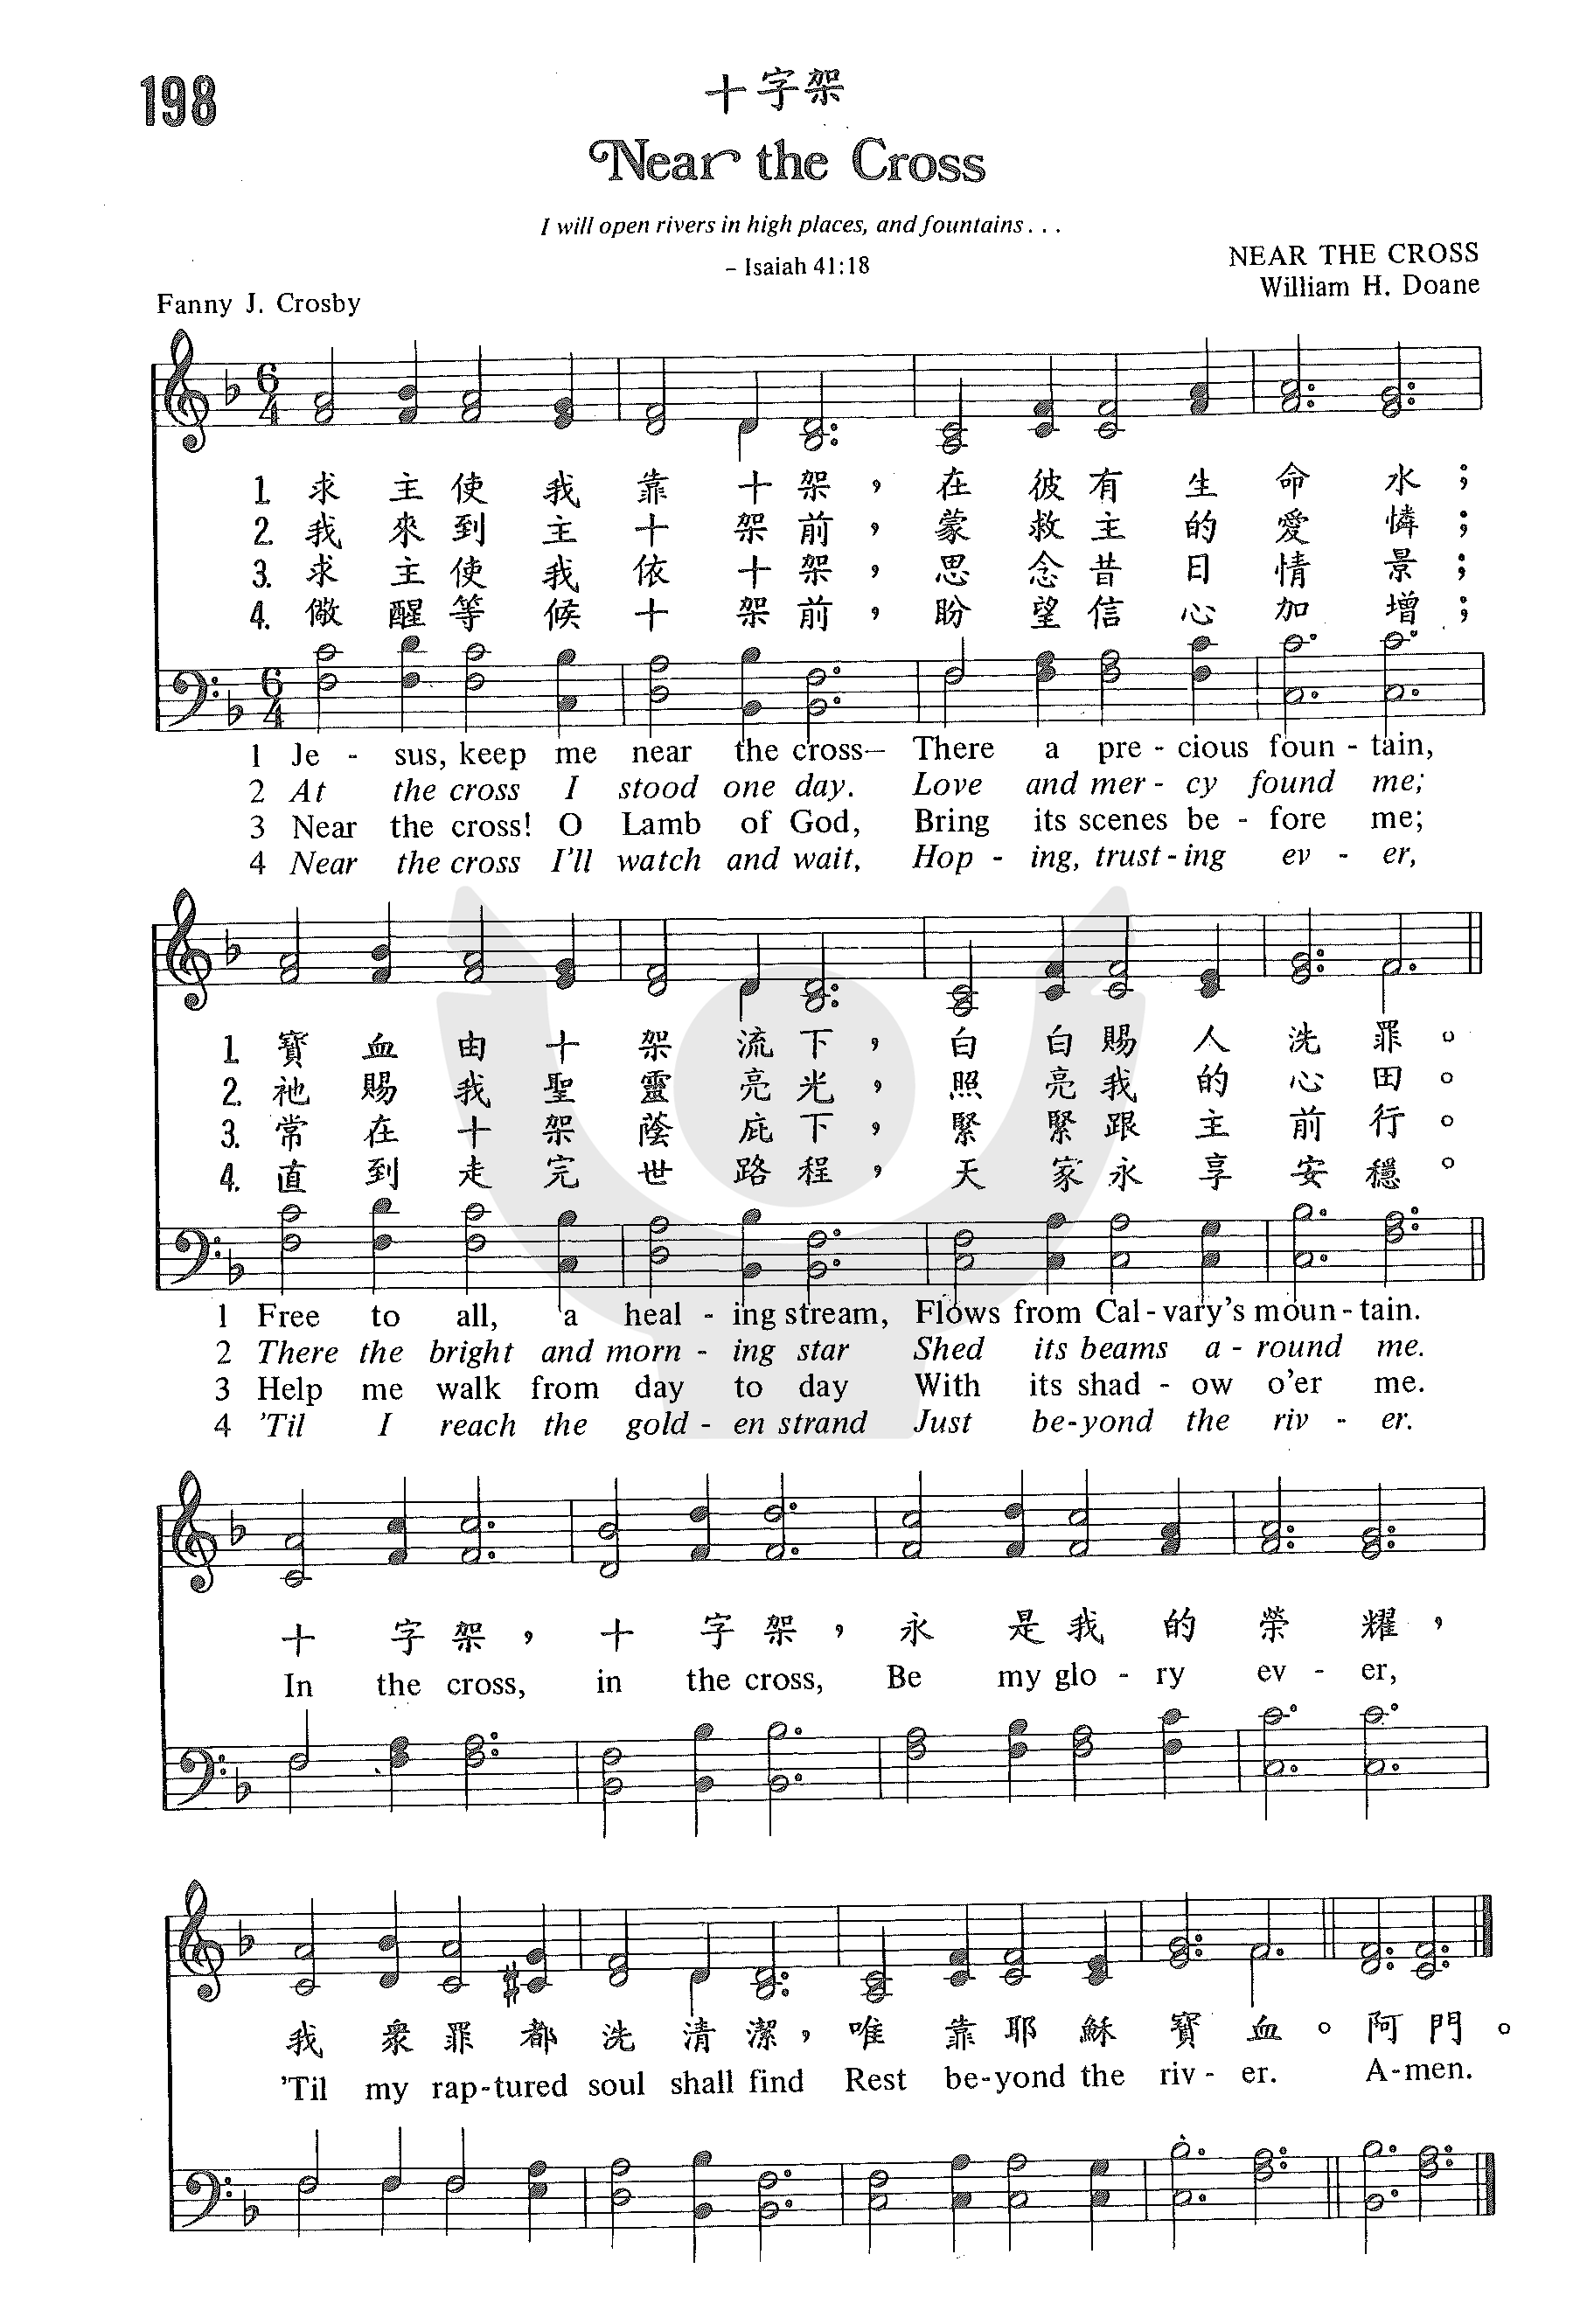 198
十字架
Near the Cross
I will open rivers in high places, and fountains . . .
– Isaiah 41:18
NEAR THE CROSS
Fanny J. Crosby
William H. Doane
1. 求主使我靠十架，在彼有生命水；
2. 我來到主十架前，蒙救主的愛憐；
3. 求主使我依十架，思念昔日情景；
4. 儆醒等候十架前，盼望信心加增；
1 Je - sus, keep me near the cross– There a pre - cious foun - tain,
2 At the cross I stood one day. Love and mer - cy found me;
3 Near the cross! O Lamb of God, Bring its scenes be - fore me;
4 Near the cross I'll watch and wait, Hop - ing, trust - ing ev - er,
1. 寶血由十架流下，白白賜人洗罪。
2. 祂賜我聖靈亮光，照亮我的心田。
3. 常在十架蔭庇下，緊緊跟主前行。
4. 直到走完世路程，天家永享安穩。
1 Free to all, a heal - ing stream, Flows from Cal - vary's moun - tain.
2 There the bright and morn - ing star Shed its beams a - round me.
3 Help me walk from day to day With its shad - ow o'er me.
4 'Til I reach the gold - en strand Just be-yond the riv - er.
十字架，十字架，永是我的榮耀，
In the cross, in the cross, Be my glo - ry ev - er,
我衆罪都洗清潔，唯靠耶穌寶血。阿門。
'Til my rap-tured soul shall find Rest be-yond the riv - er. A-men.